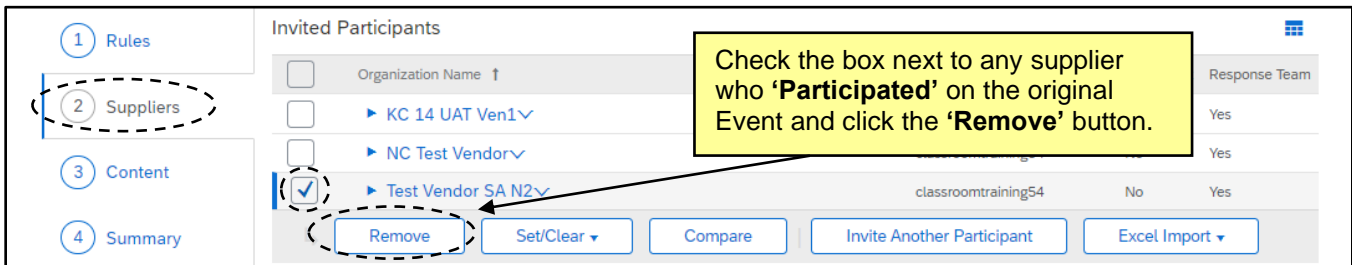 1 Rules
2 Suppliers
3 Content
4 Summary
Invited Participants
Organization Name ↑
Response Team
KC 14 UAT Ven1
Yes
NC Test Vendor
Yes
Test Vendor SA N2
classroomtraining54
No
Yes
Remove
Set/Clear
Compare
Invite Another Participant
Excel Import
Check the box next to any supplier
who ‘Participated’ on the original
Event and click the ‘Remove’ button.